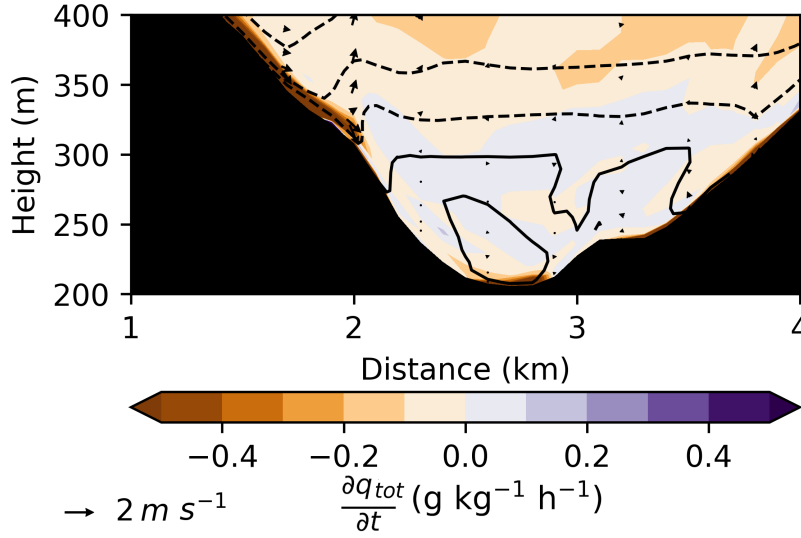 400
350
300
250
200
Height (m)
1 2 3 4
Distance (km)
−0.4 −0.2 0.0 0.2 0.4
2 m s⁻¹
∂q_tot/∂t (g kg⁻¹ h⁻¹)